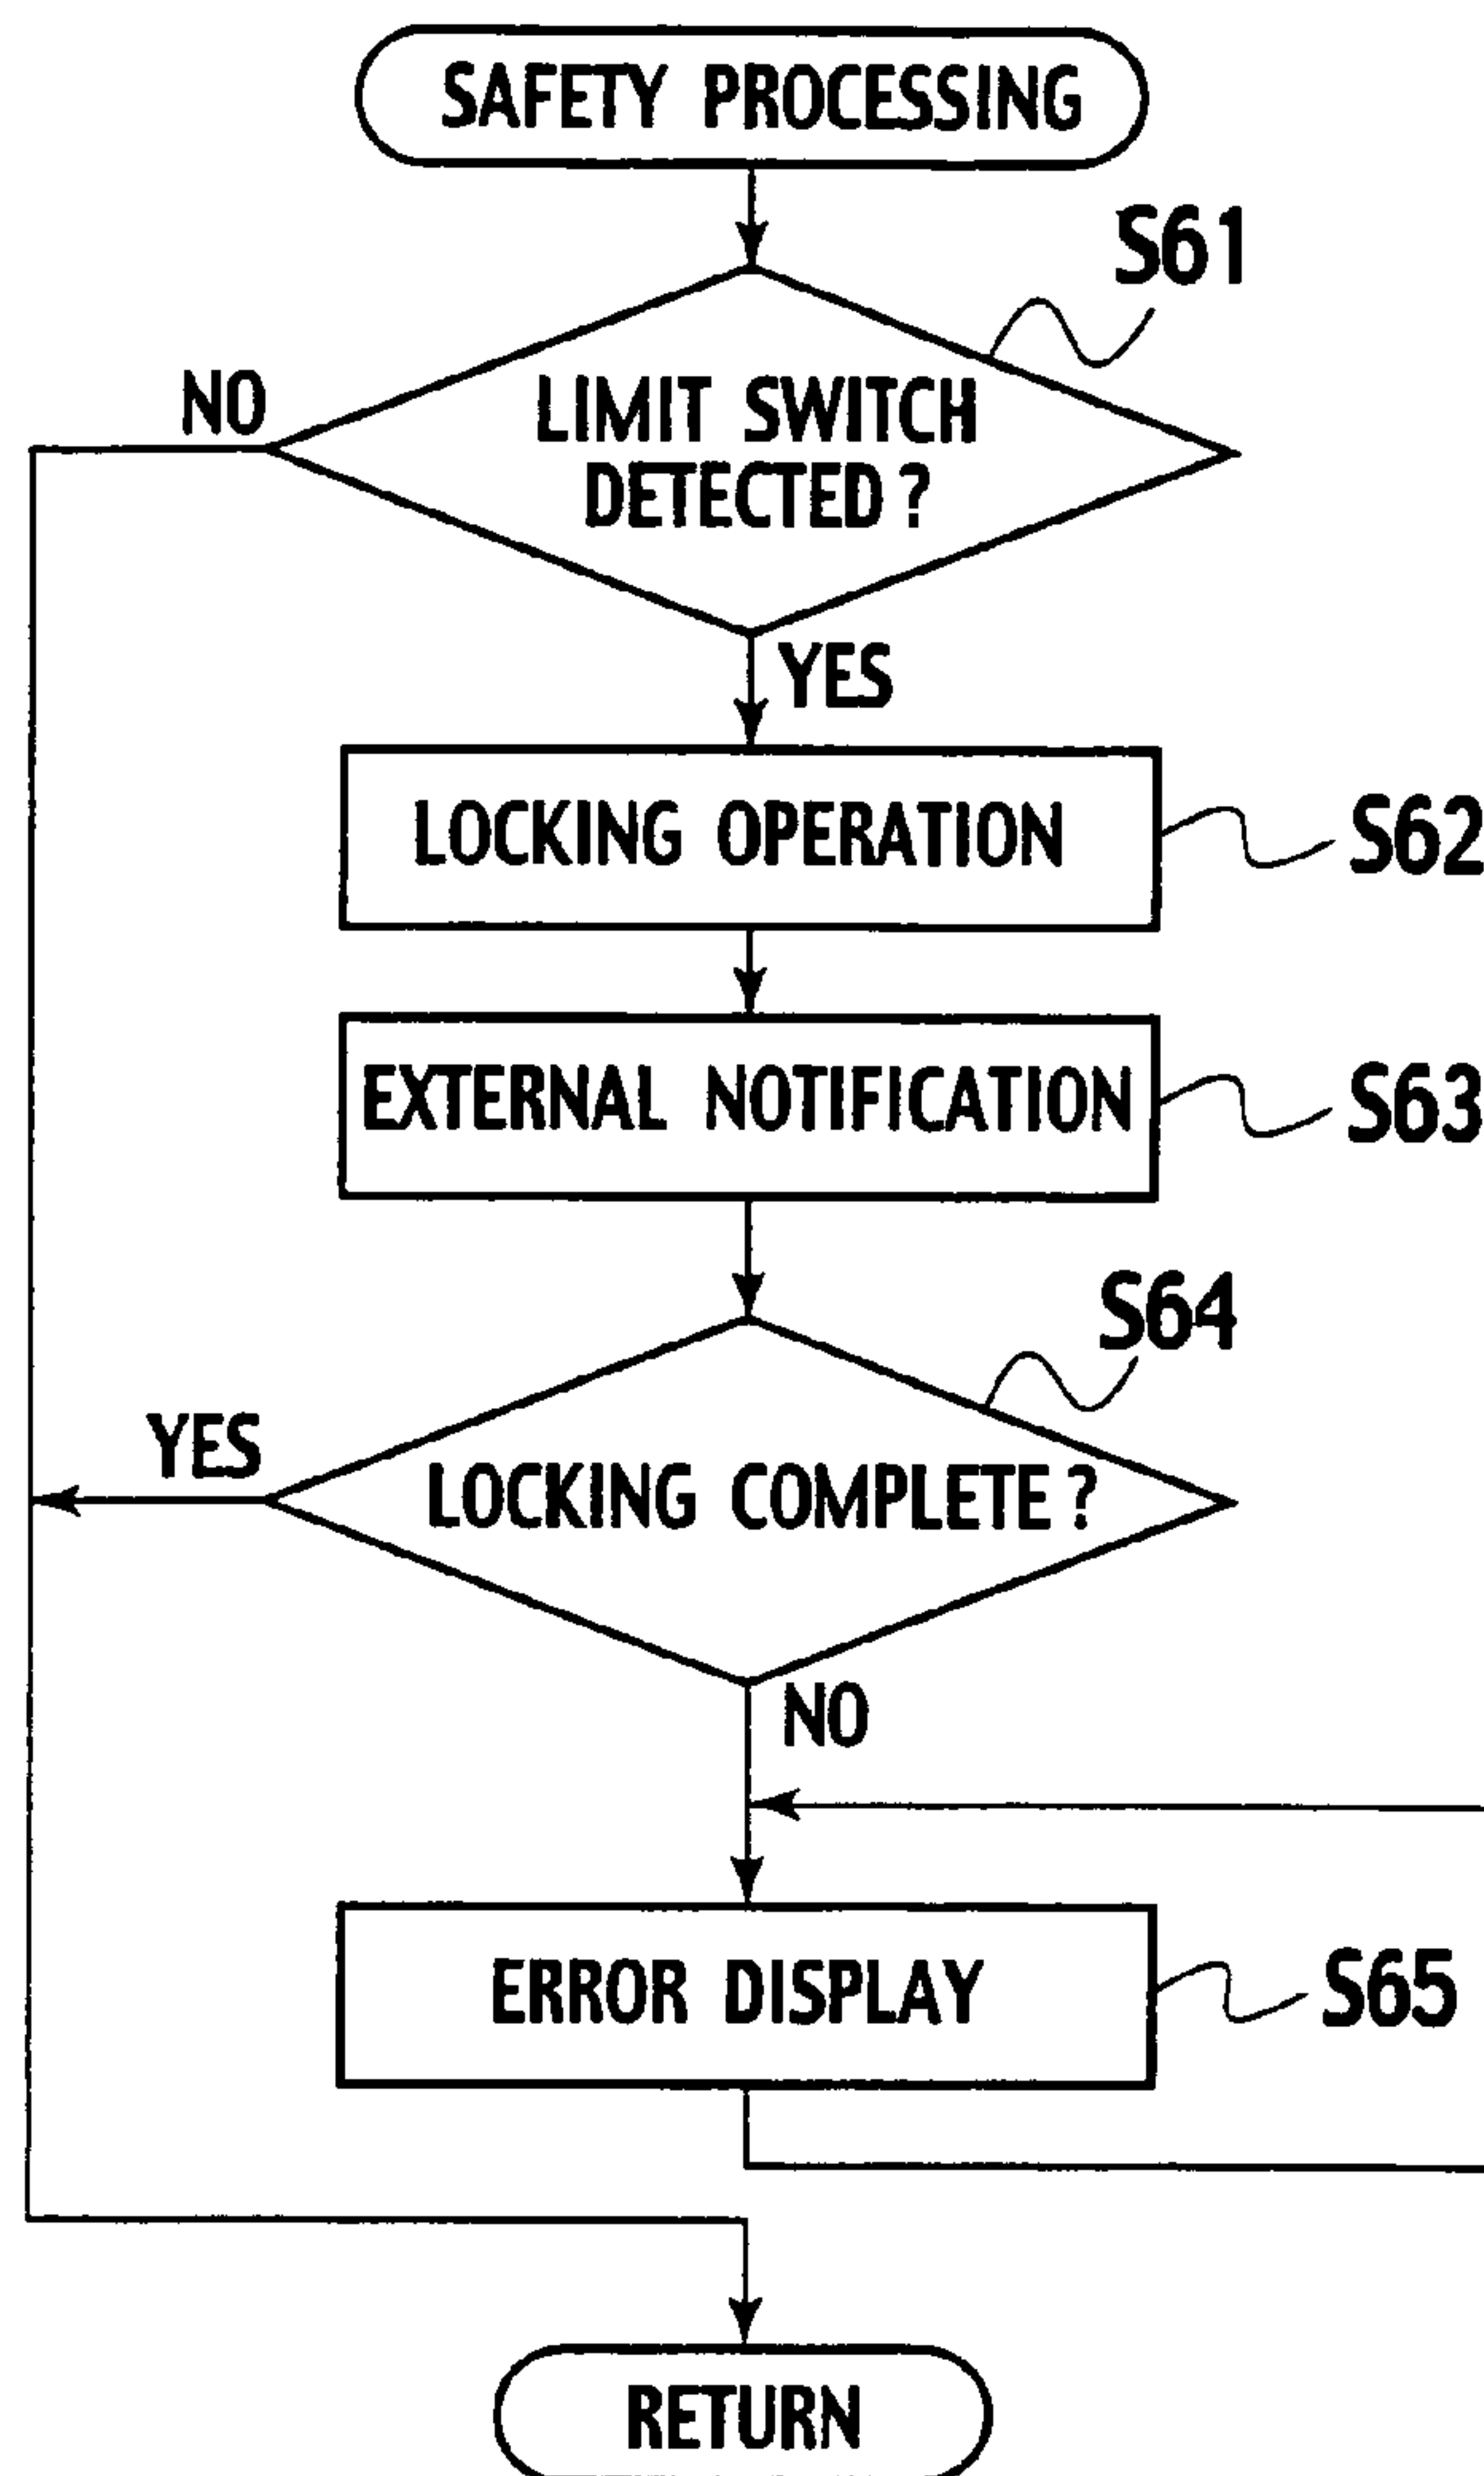 SAFETY PROCESSING
S61
NO
LIMIT SWITCH
DETECTED?
YES
LOCKING OPERATION
S62
EXTERNAL NOTIFICATION
S63
S64
YES
LOCKING COMPLETE?
NO
ERROR DISPLAY
S65
RETURN